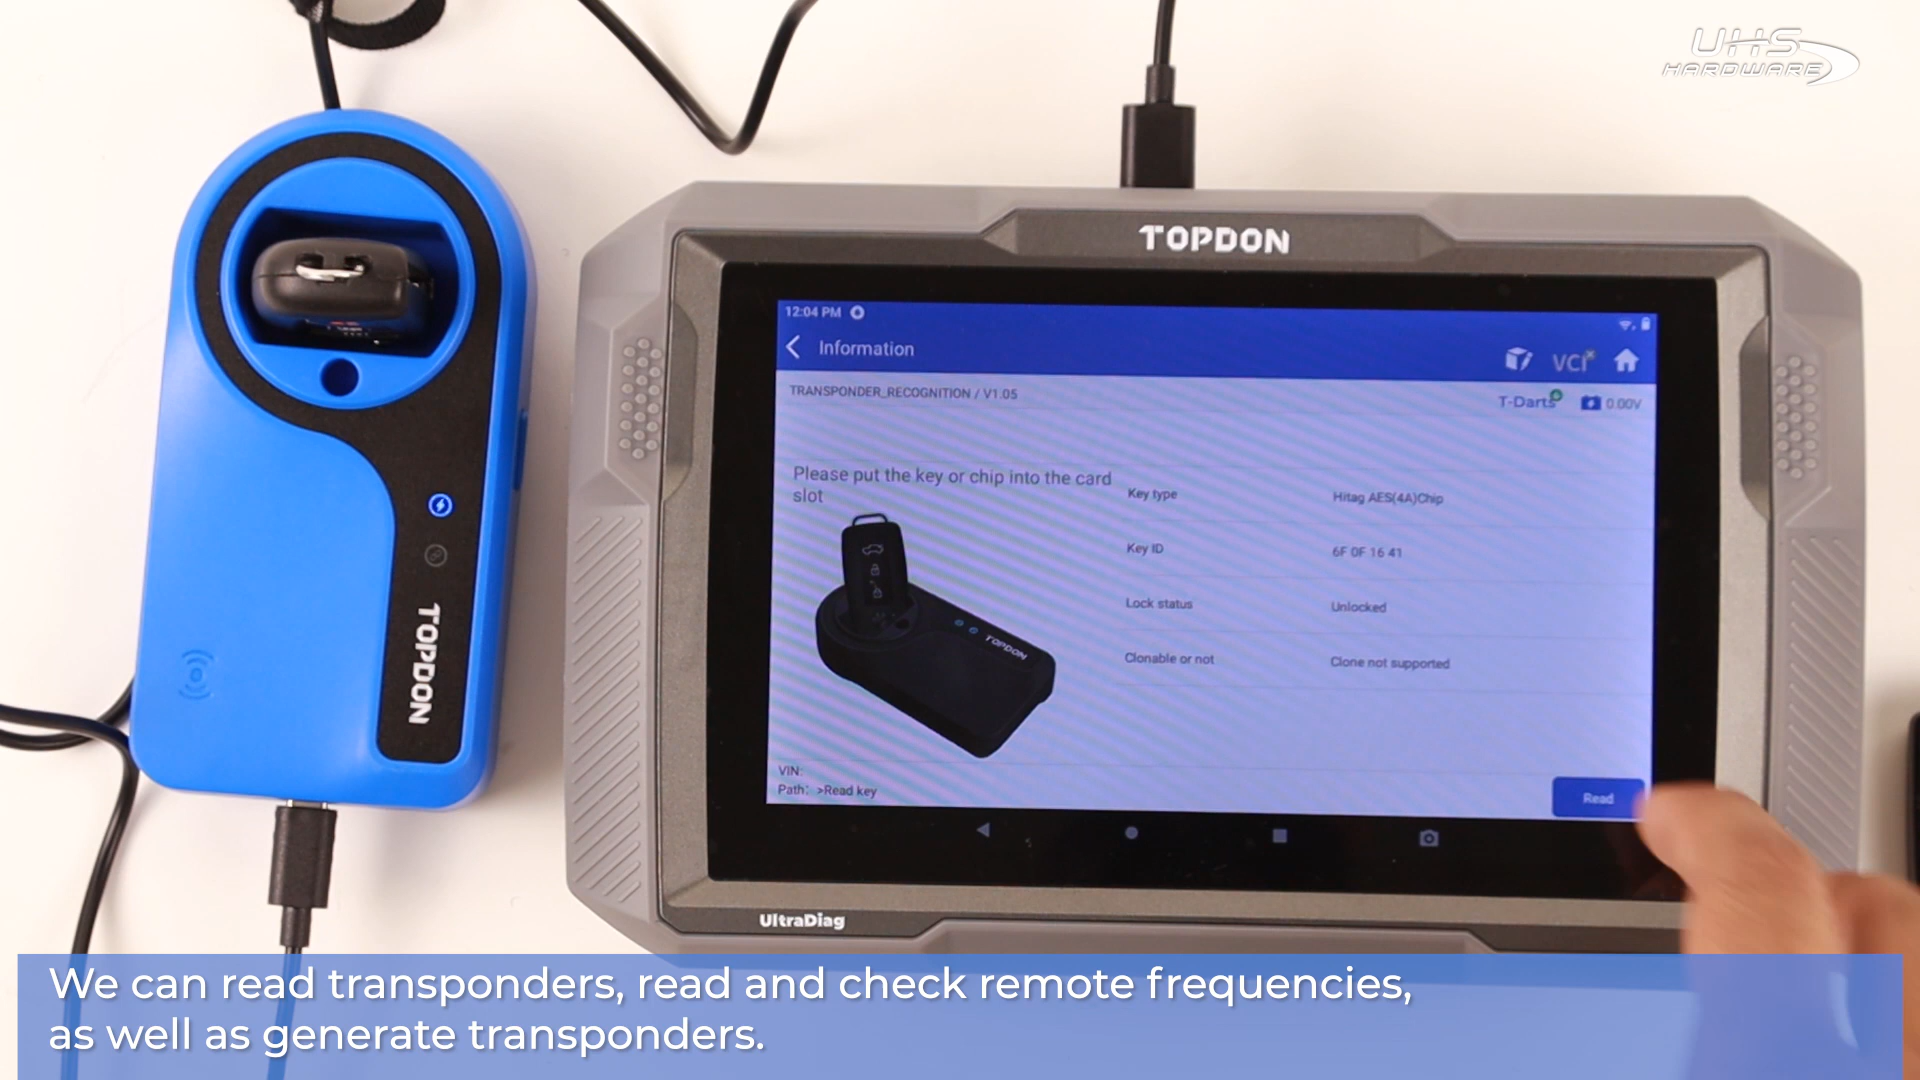 UHS
HARDWARE
TOPDON
12:04 PM
Information
VCI
TRANSPONDER_RECOGNITION / V1.05
T-Darts
0.00V
Please put the key or chip into the card
slot
Key type
Hitag AES(4A)Chip
Key ID
6F 0F 16 41
Lock status
Unlocked
Clonable or not
Clone not supported
TOPDON
TOPDON
VIN:
Path: >Read key
Read
UltraDiag
We can read transponders, read and check remote frequencies,
as well as generate transponders.